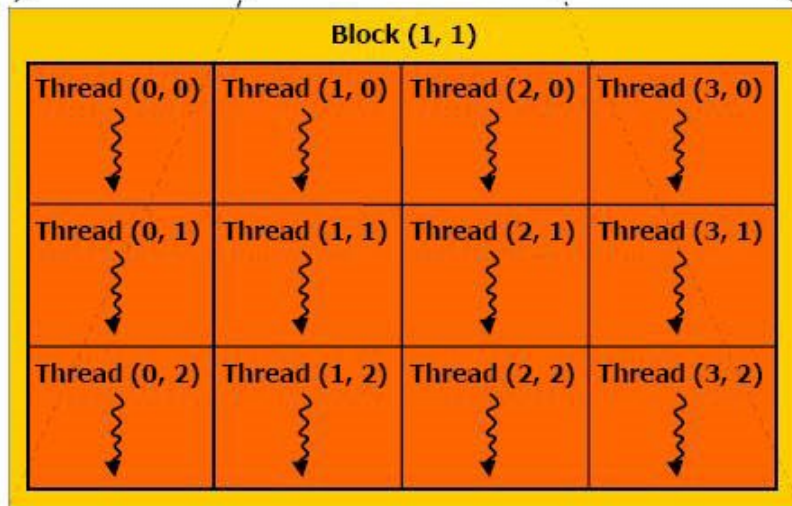 Block (1, 1)
Thread (0, 0) Thread (1, 0) Thread (2, 0) Thread (3, 0)
Thread (0, 1) Thread (1, 1) Thread (2, 1) Thread (3, 1)
Thread (0, 2) Thread (1, 2) Thread (2, 2) Thread (3, 2)